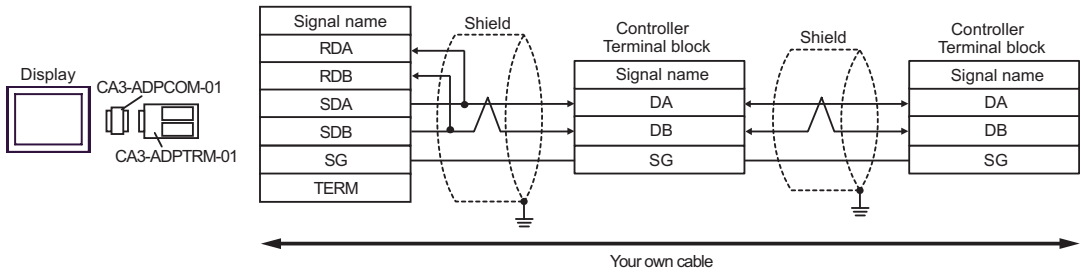 Display
CA3-ADPCOM-01
CA3-ADPTRM-01
Signal name
RDA
RDB
SDA
SDB
SG
TERM
Shield
Controller
Terminal block
Signal name
DA
DB
SG
Shield
Controller
Terminal block
Signal name
DA
DB
SG
Your own cable